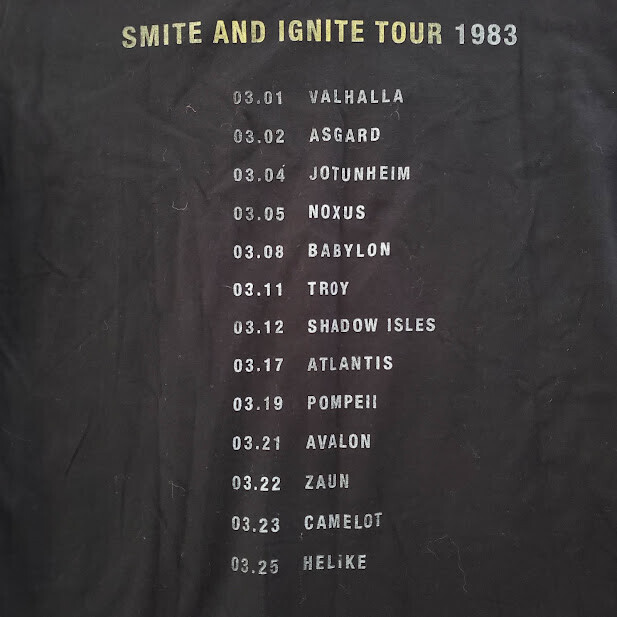 SMITE AND IGNITE TOUR 1983
03.01 VALHALLA
03.02 ASGARD
03.04 JOTUNHEIM
03.05 NOXUS
03.08 BABYLON
03.11 TROY
03.12 SHADOW ISLES
03.17 ATLANTIS
03.19 POMPEII
03.21 AVALON
03.22 ZAUN
03.23 CAMELOT
03.25 HELIKE